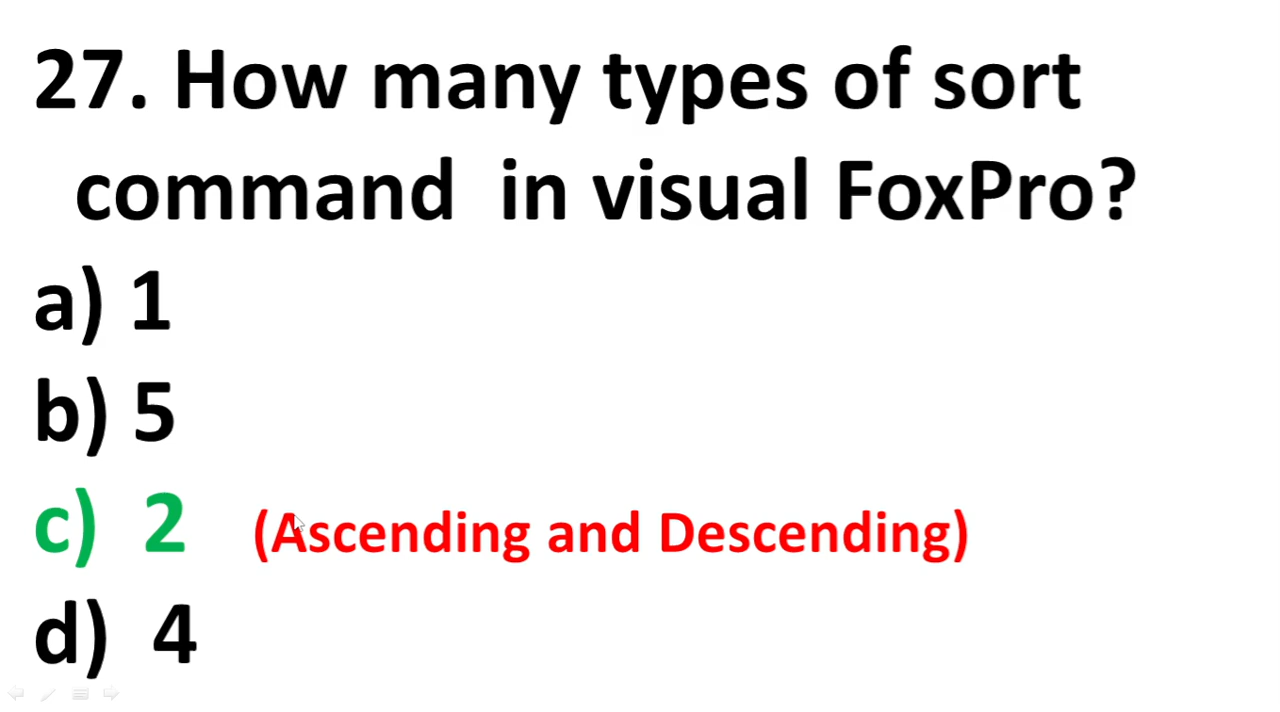 27. How many types of sort
command in visual FoxPro?
a) 1
b) 5
c) 2 (Ascending and Descending)
d) 4